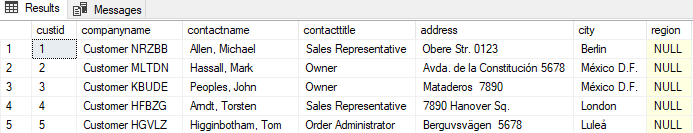 Results Messages
custid companyname contactname contacttitle address city region
1 1 Customer NRZBB Allen, Michael Sales Representative Obere Str. 0123 Berlin NULL
2 2 Customer MLTDN Hassall, Mark Owner Avda. de la Constitución 5678 México D.F. NULL
3 3 Customer KBUDE Peoples, John Owner Mataderos  7890 México D.F. NULL
4 4 Customer HFBZG Arndt, Torsten Sales Representative 7890 Hanover Sq. London NULL
5 5 Customer HGVLZ Higginbotham, Tom Order Administrator Berguvsvägen  5678 Luleå NULL